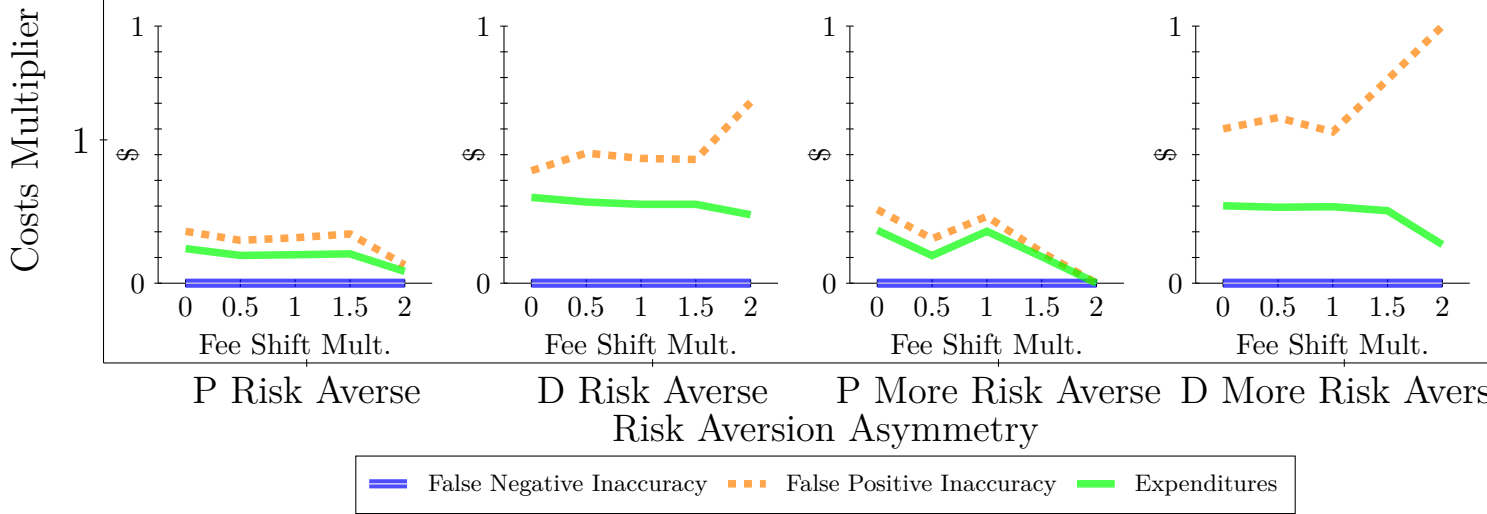 Costs Multiplier
1
1
$
0
0 0.5 1 1.5 2
Fee Shift Mult.
1
$
0
0 0.5 1 1.5 2
Fee Shift Mult.
1
$
0
0 0.5 1 1.5 2
Fee Shift Mult.
1
$
0
0 0.5 1 1.5 2
Fee Shift Mult.
P Risk Averse
D Risk Averse
P More Risk Averse
D More Risk Avers
Risk Aversion Asymmetry
False Negative Inaccuracy False Positive Inaccuracy Expenditures